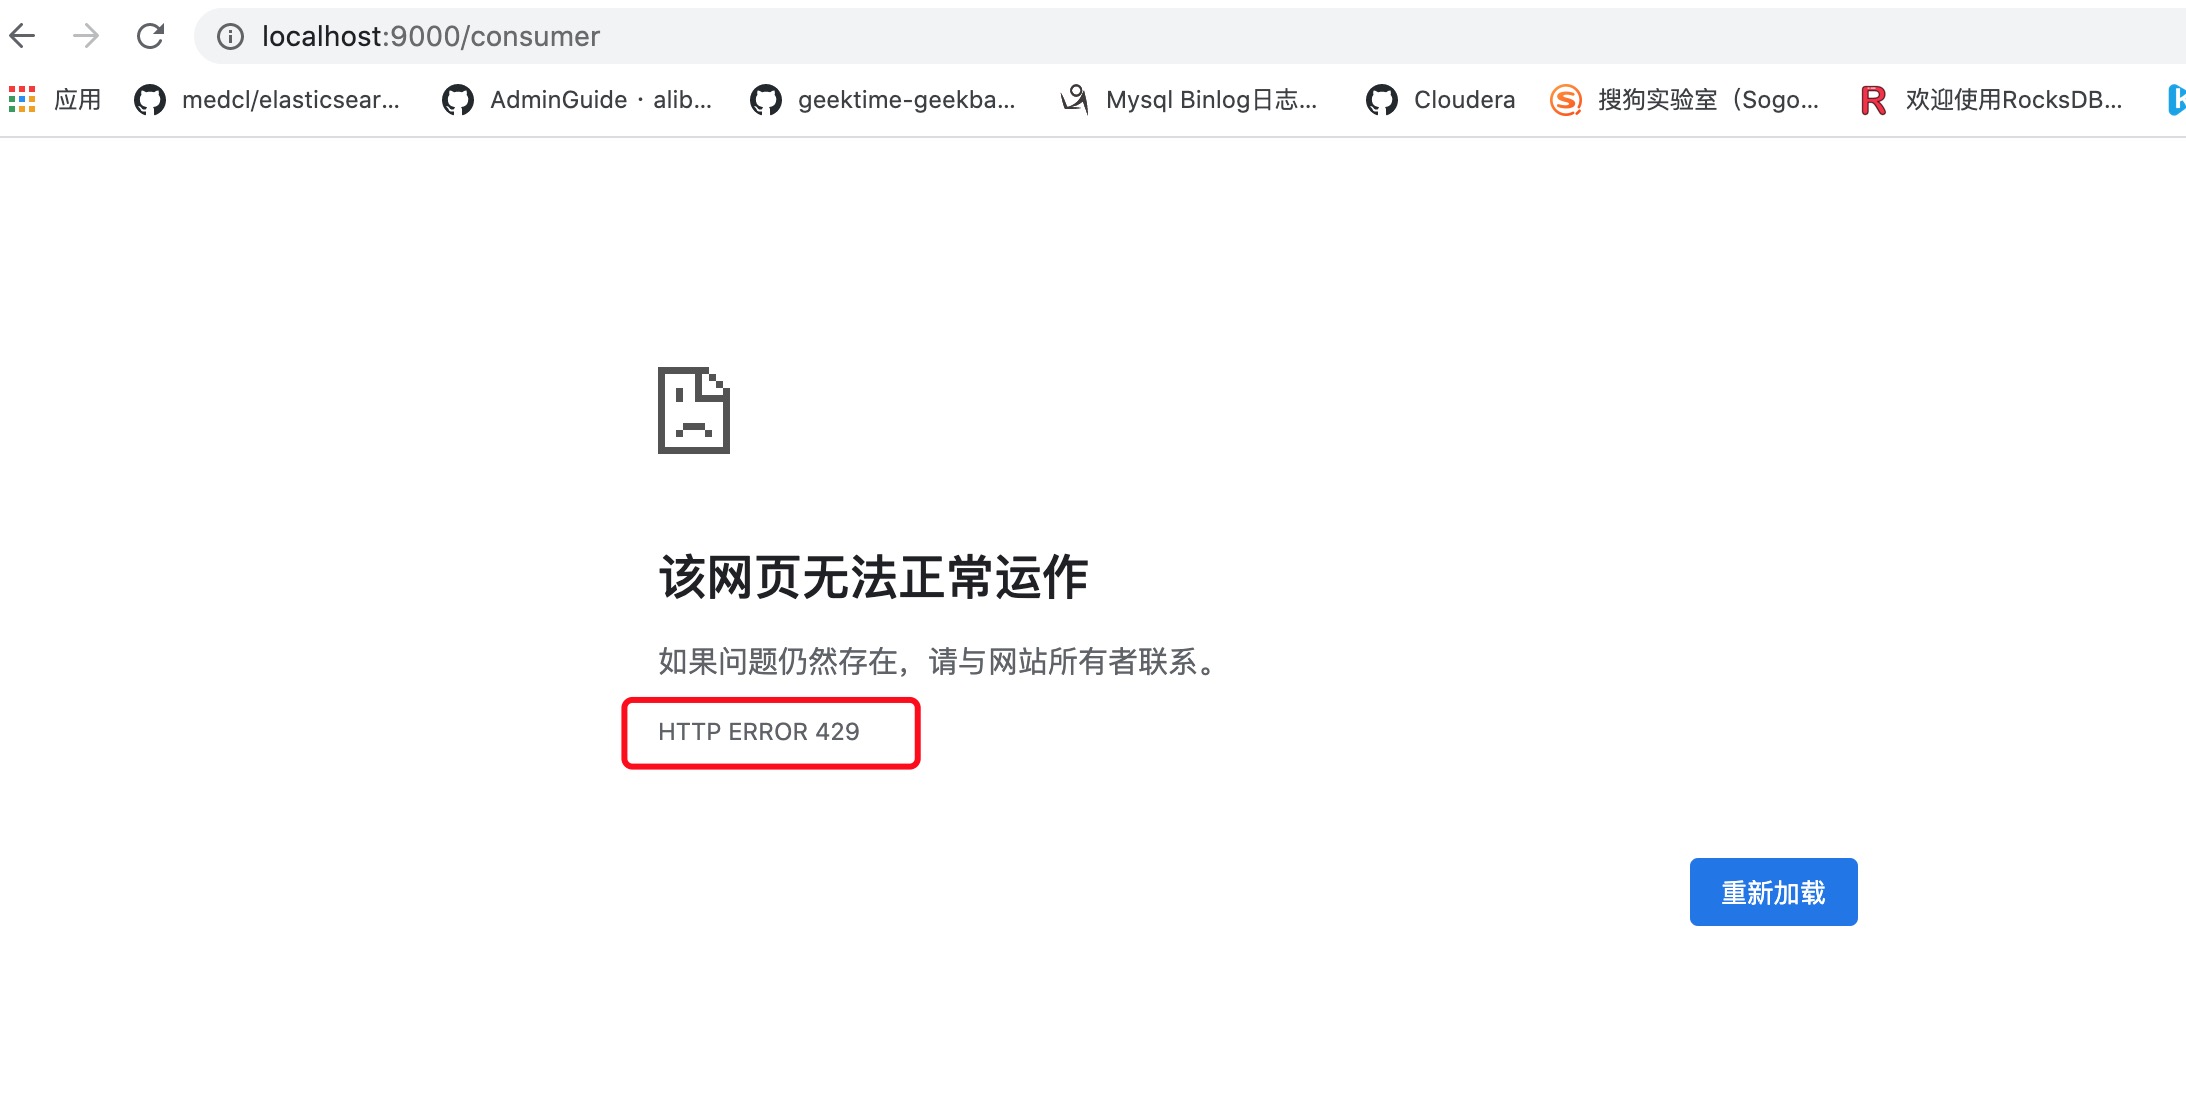 localhost:9000/consumer
应用 medcl/elasticsear... AdminGuide · alib... geektime-geekba... Mysql Binlog日志... Cloudera 搜狗实验室（Sogo... 欢迎使用RocksDB...
该网页无法正常运作
如果问题仍然存在，请与网站所有者联系。
HTTP ERROR 429
重新加载